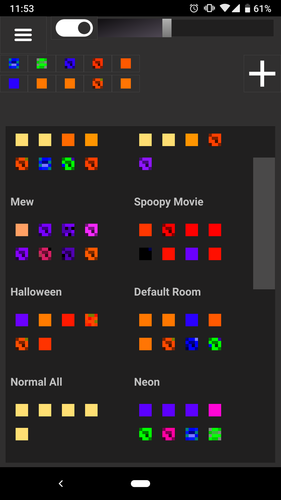 11:53
61%
Mew
Spoopy Movie
Halloween
Default Room
Normal All
Neon